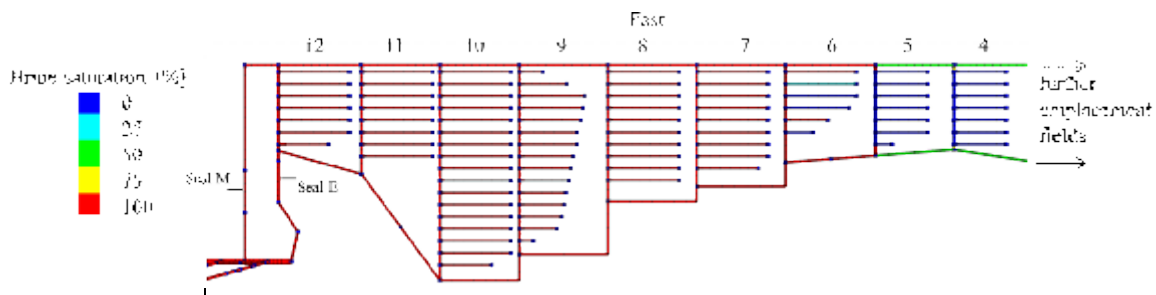 East
12 11 10 9 8 7 6 5 4
Brine saturation [%]
0
25
50
75
100
further
emplacement
fields
Seal M
Seal E